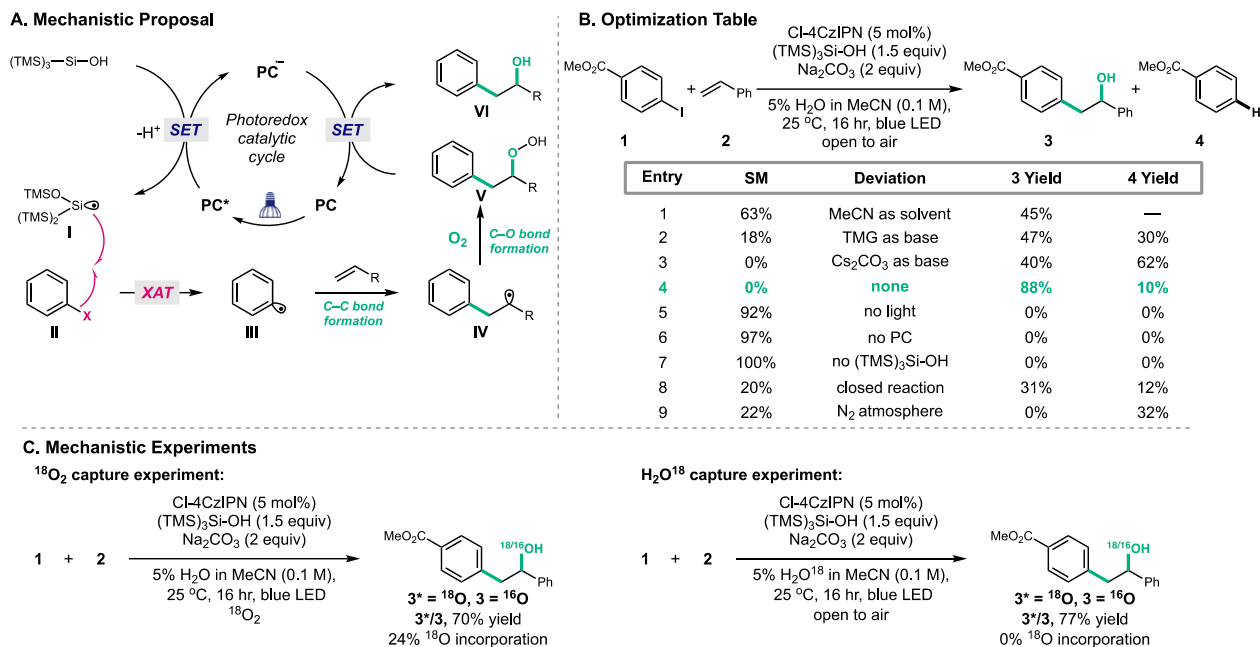 A. Mechanistic Proposal
(TMS)₃—Si—OH
PC·⁻
-H⁺
SET
Photoredox
catalytic
cycle
SET
TMSO
(TMS)₂
Si
I
PC*
PC
X
II
XAT
III
R
C–C bond
formation
R
IV
O₂
C–O bond
formation
O
OH
R
V
OH
R
VI
B. Optimization Table
MeO₂C
I
1
+
Ph
2
Cl-4CzIPN (5 mol%)
(TMS)₃Si-OH (1.5 equiv)
Na₂CO₃ (2 equiv)
5% H₂O in MeCN (0.1 M),
25 °C, 16 hr, blue LED
open to air
MeO₂C
OH
Ph
3
+
MeO₂C
H
4
Entry SM Deviation 3 Yield 4 Yield
1 63% MeCN as solvent 45% —
2 18% TMG as base 47% 30%
3 0% Cs₂CO₃ as base 40% 62%
4 0% none 88% 10%
5 92% no light 0% 0%
6 97% no PC 0% 0%
7 100% no (TMS)₃Si-OH 0% 0%
8 20% closed reaction 31% 12%
9 22% N₂ atmosphere 0% 32%
C. Mechanistic Experiments
¹⁸O₂ capture experiment:
1 + 2
Cl-4CzIPN (5 mol%)
(TMS)₃Si-OH (1.5 equiv)
Na₂CO₃ (2 equiv)
5% H₂O in MeCN (0.1 M),
25 °C, 16 hr, blue LED
¹⁸O₂
MeO₂C
18/16OH
Ph
3* = ¹⁸O, 3 = ¹⁶O
3*/3, 70% yield
24% ¹⁸O incorporation
H₂O¹⁸ capture experiment:
1 + 2
Cl-4CzIPN (5 mol%)
(TMS)₃Si-OH (1.5 equiv)
Na₂CO₃ (2 equiv)
5% H₂O¹⁸ in MeCN (0.1 M),
25 °C, 16 hr, blue LED
open to air
MeO₂C
18/16OH
Ph
3* = ¹⁸O, 3 = ¹⁶O
3*/3, 77% yield
0% ¹⁸O incorporation